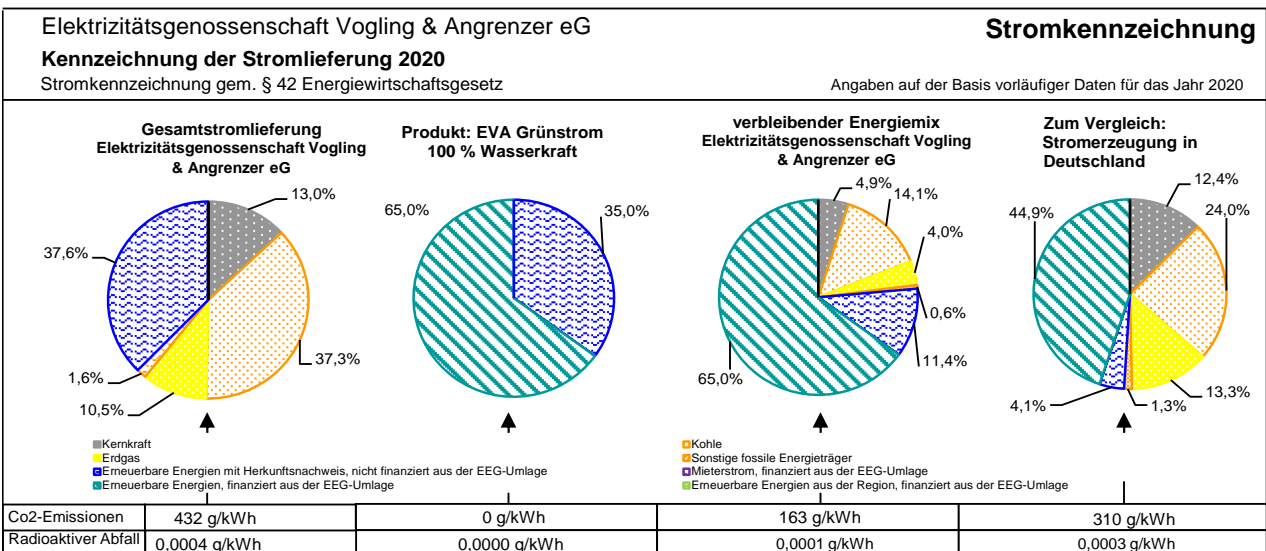 Elektrizitätsgenossenschaft Vogling & Angrenzer eG
Stromkennzeichnung
Kennzeichnung der Stromlieferung 2020
Stromkennzeichnung gem. § 42 Energiewirtschaftsgesetz
Angaben auf der Basis vorläufiger Daten für das Jahr 2020
Gesamtstromlieferung
Elektrizitätsgenossenschaft Vogling
& Angrenzer eG
13,0%
37,6%
37,3%
1,6%
10,5%
Produkt: EVA Grünstrom
100 % Wasserkraft
65,0%
35,0%
verbleibender Energiemix
Elektrizitätsgenossenschaft Vogling
& Angrenzer eG
4,9%
14,1%
4,0%
0,6%
11,4%
65,0%
Zum Vergleich:
Stromerzeugung in
Deutschland
12,4%
44,9%
24,0%
4,1%
1,3%
13,3%
Kernkraft
Kohle
Erdgas
Sonstige fossile Energieträger
Erneuerbare Energien mit Herkunftsnachweis, nicht finanziert aus der EEG-Umlage
Mieterstrom, finanziert aus der EEG-Umlage
Erneuerbare Energien, finanziert aus der EEG-Umlage
Erneuerbare Energien aus der Region, finanziert aus der EEG-Umlage
Co2-Emissionen 432 g/kWh 0 g/kWh 163 g/kWh 310 g/kWh
Radioaktiver Abfall 0,0004 g/kWh 0,0000 g/kWh 0,0001 g/kWh 0,0003 g/kWh